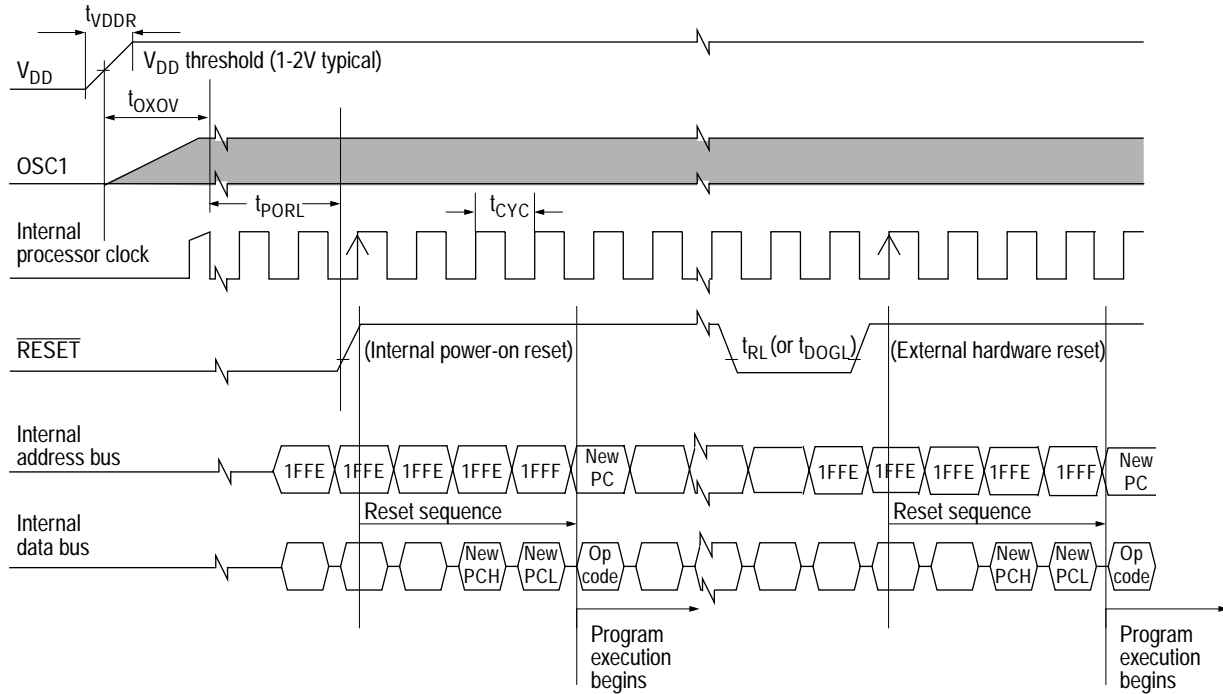 tVDDR
VDD
VDD threshold (1-2V typical)
tOXOV
OSC1
tPORL
tCYC
Internal
processor clock
RESET
(Internal power-on reset)
tRL (or tDOGL)
(External hardware reset)
Internal
address bus
1FFE 1FFE 1FFE 1FFE 1FFF New PC 1FFE 1FFE 1FFE 1FFE 1FFF New PC
Reset sequence Reset sequence
Internal
data bus
New PCH New PCL Op code New PCH New PCL Op code
Program
execution
begins
Program
execution
begins